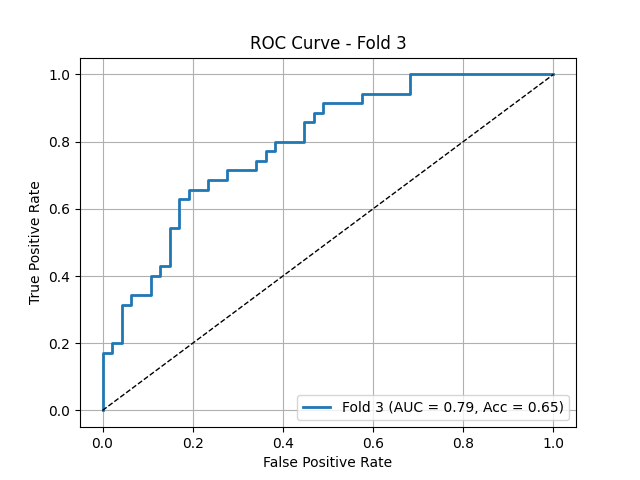 ROC Curve - Fold 3
True Positive Rate
1.0
0.8
0.6
0.4
0.2
0.0
Fold 3 (AUC = 0.79, Acc = 0.65)
0.0 0.2 0.4 0.6 0.8 1.0
False Positive Rate